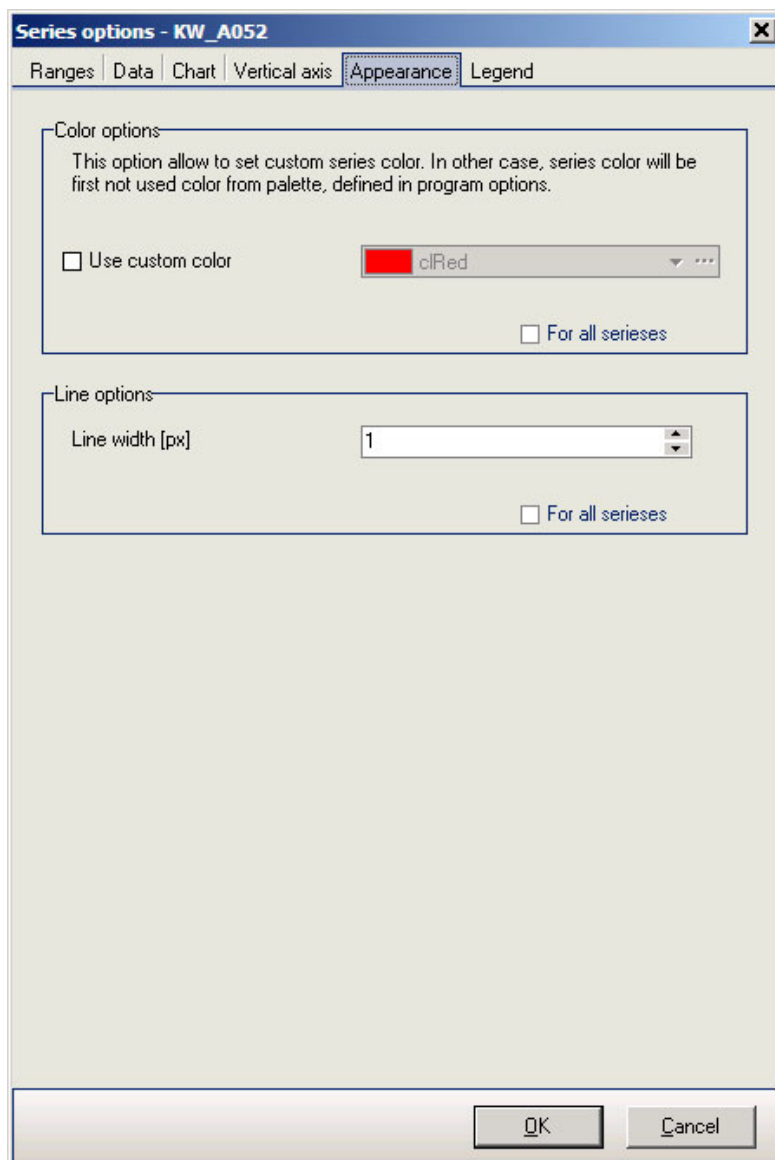 Series options - KW_A052
Ranges Data Chart Vertical axis Appearance Legend
Color options
This option allow to set custom series color. In other case, series color will be
first not used color from palette, defined in program options.
Use custom color clRed
For all serieses
Line options
Line width [px] 1
For all serieses
OK Cancel